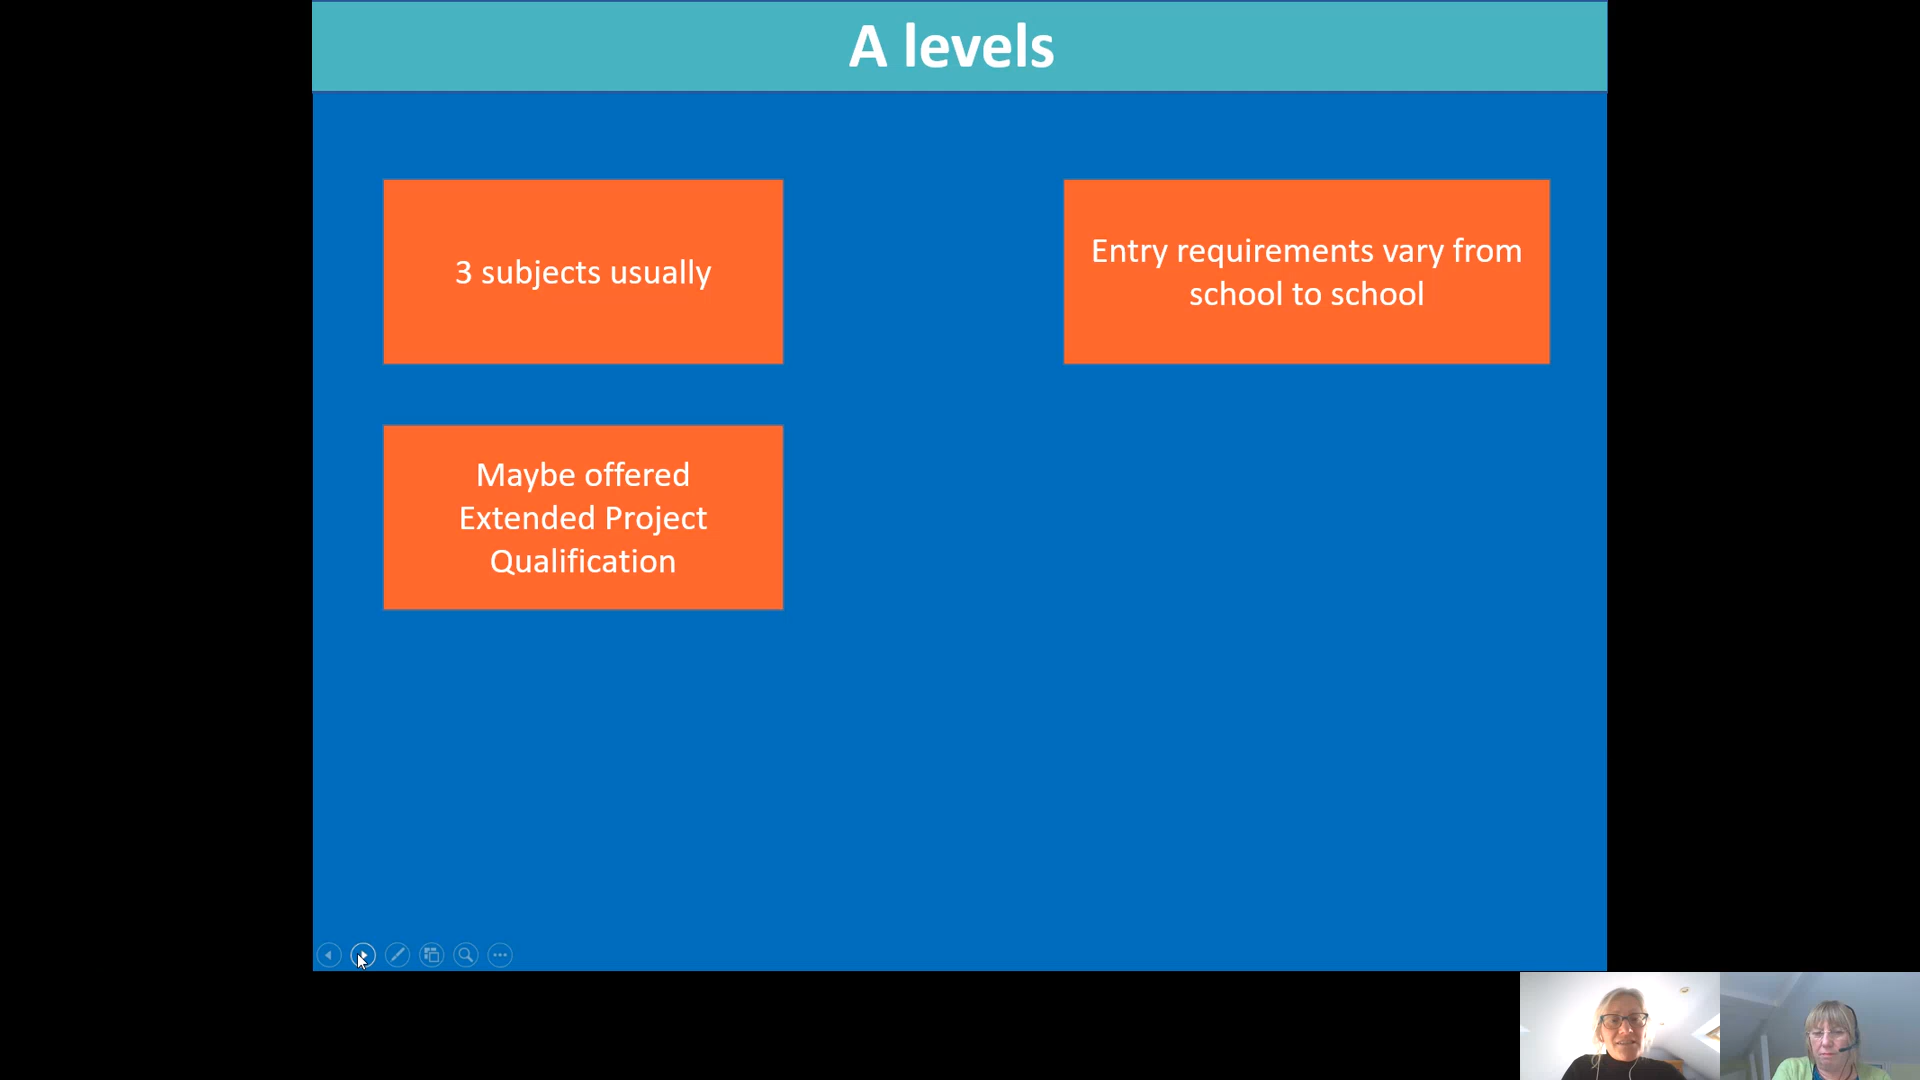 A levels
3 subjects usually
Entry requirements vary from
school to school
Maybe offered
Extended Project
Qualification